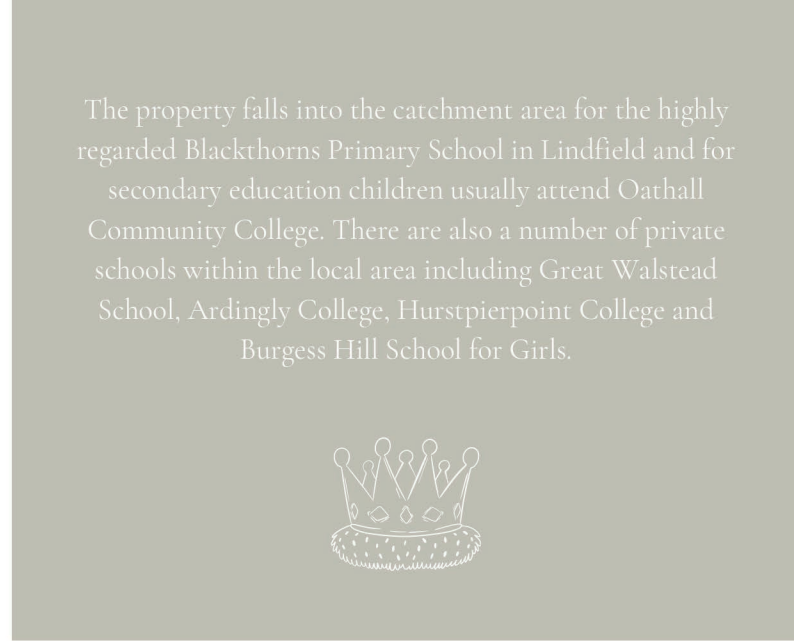 The property falls into the catchment area for the highly
regarded Blackthorns Primary School in Lindfield and for
secondary education children usually attend Oathall
Community College. There are also a number of private
schools within the local area including Great Walstead
School, Ardingly College, Hurstpierpoint College and
Burgess Hill School for Girls.